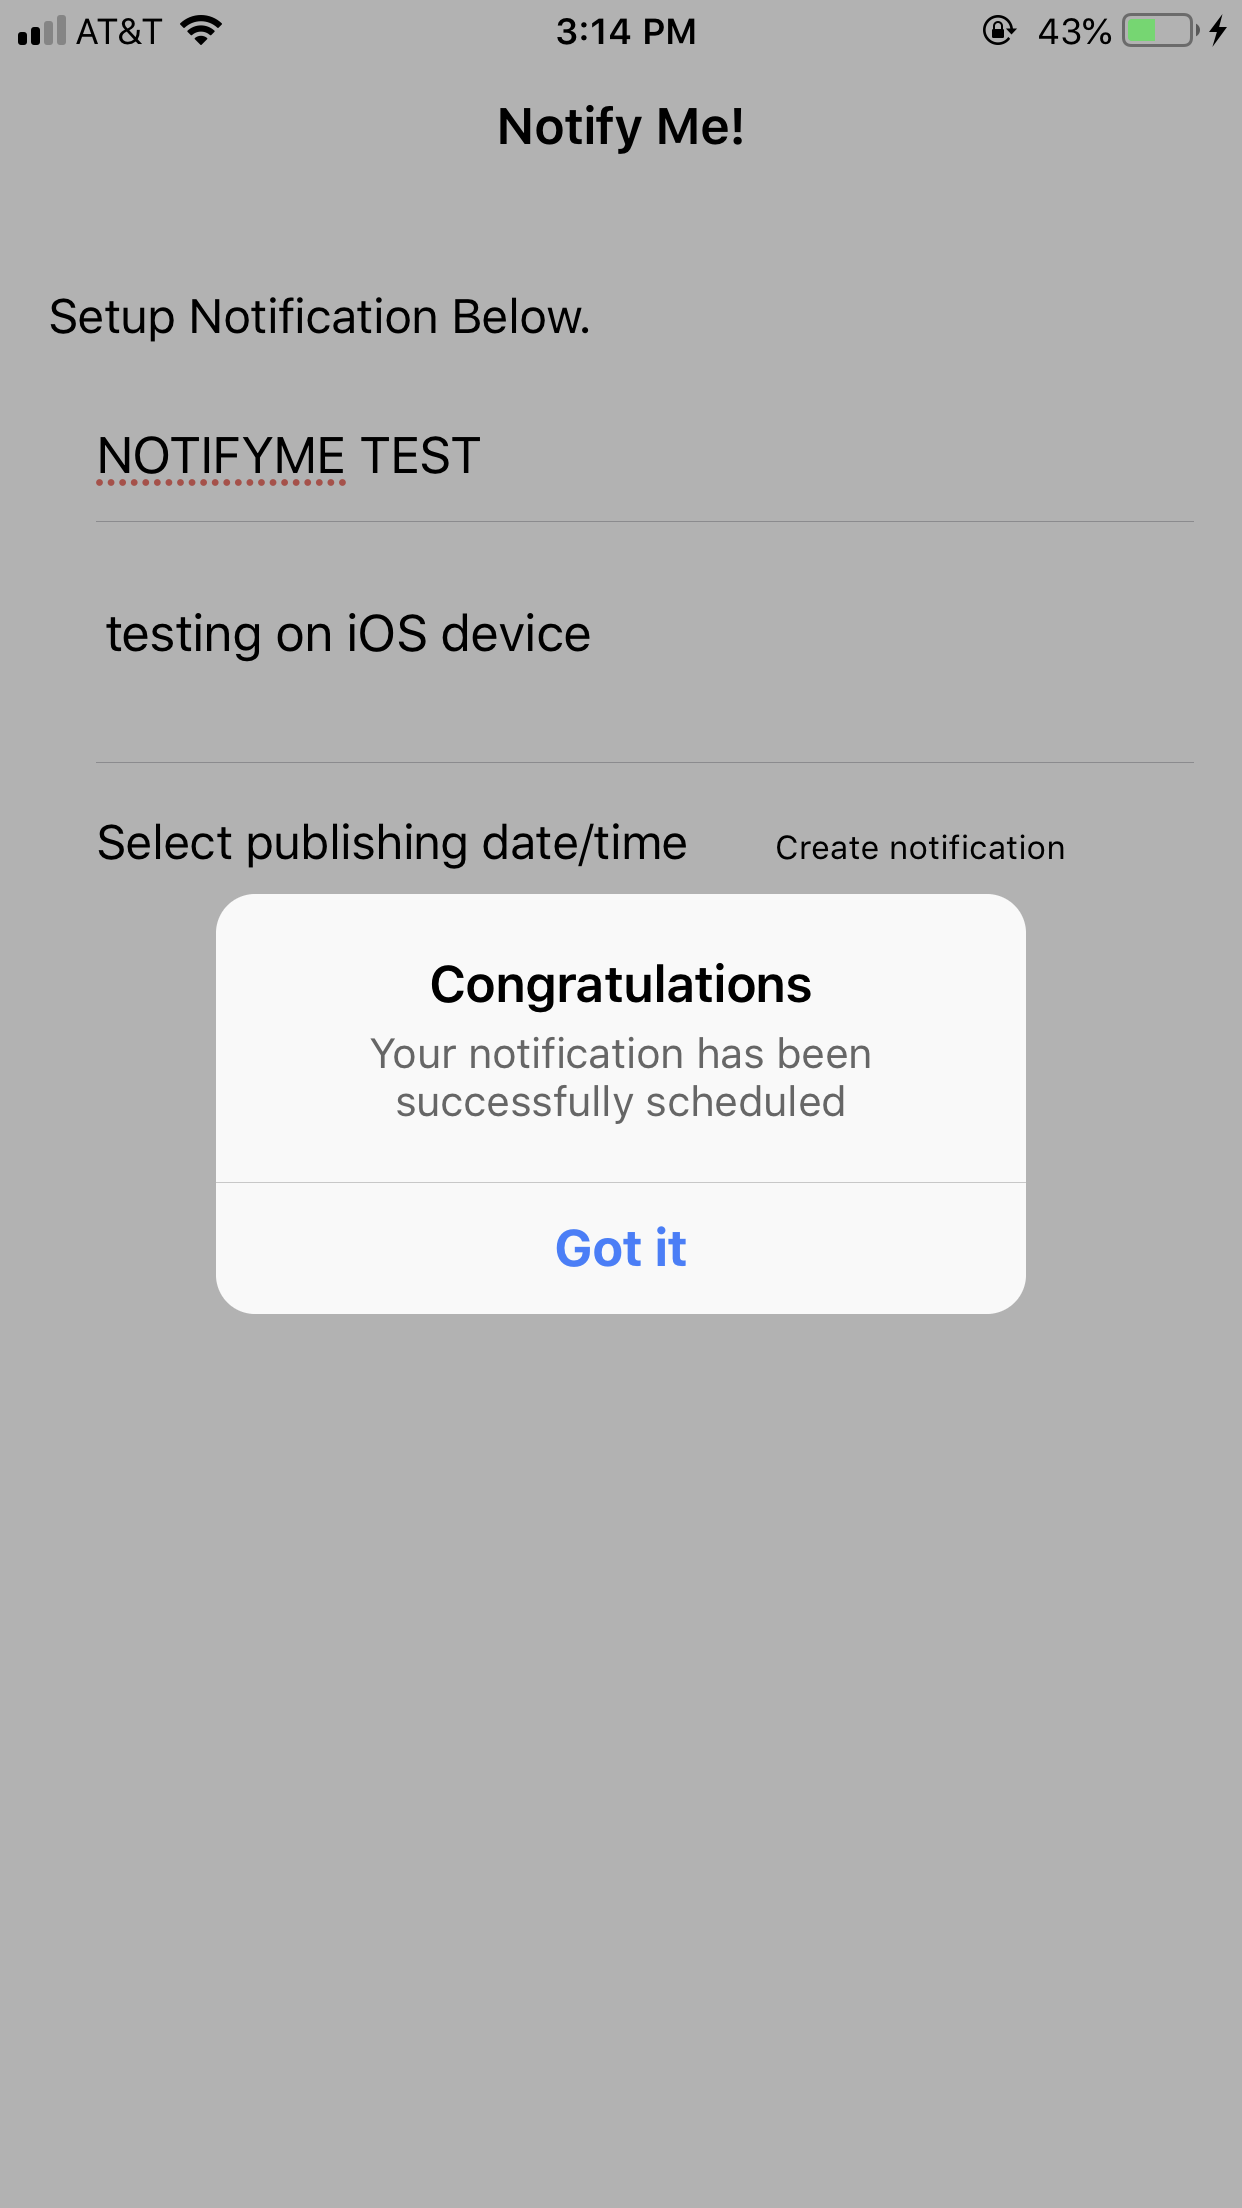 AT&T 3:14 PM 43%
Notify Me!
Setup Notification Below.
NOTIFYME TEST
testing on iOS device
Select publishing date/time Create notification
Congratulations
Your notification has been
successfully scheduled
Got it